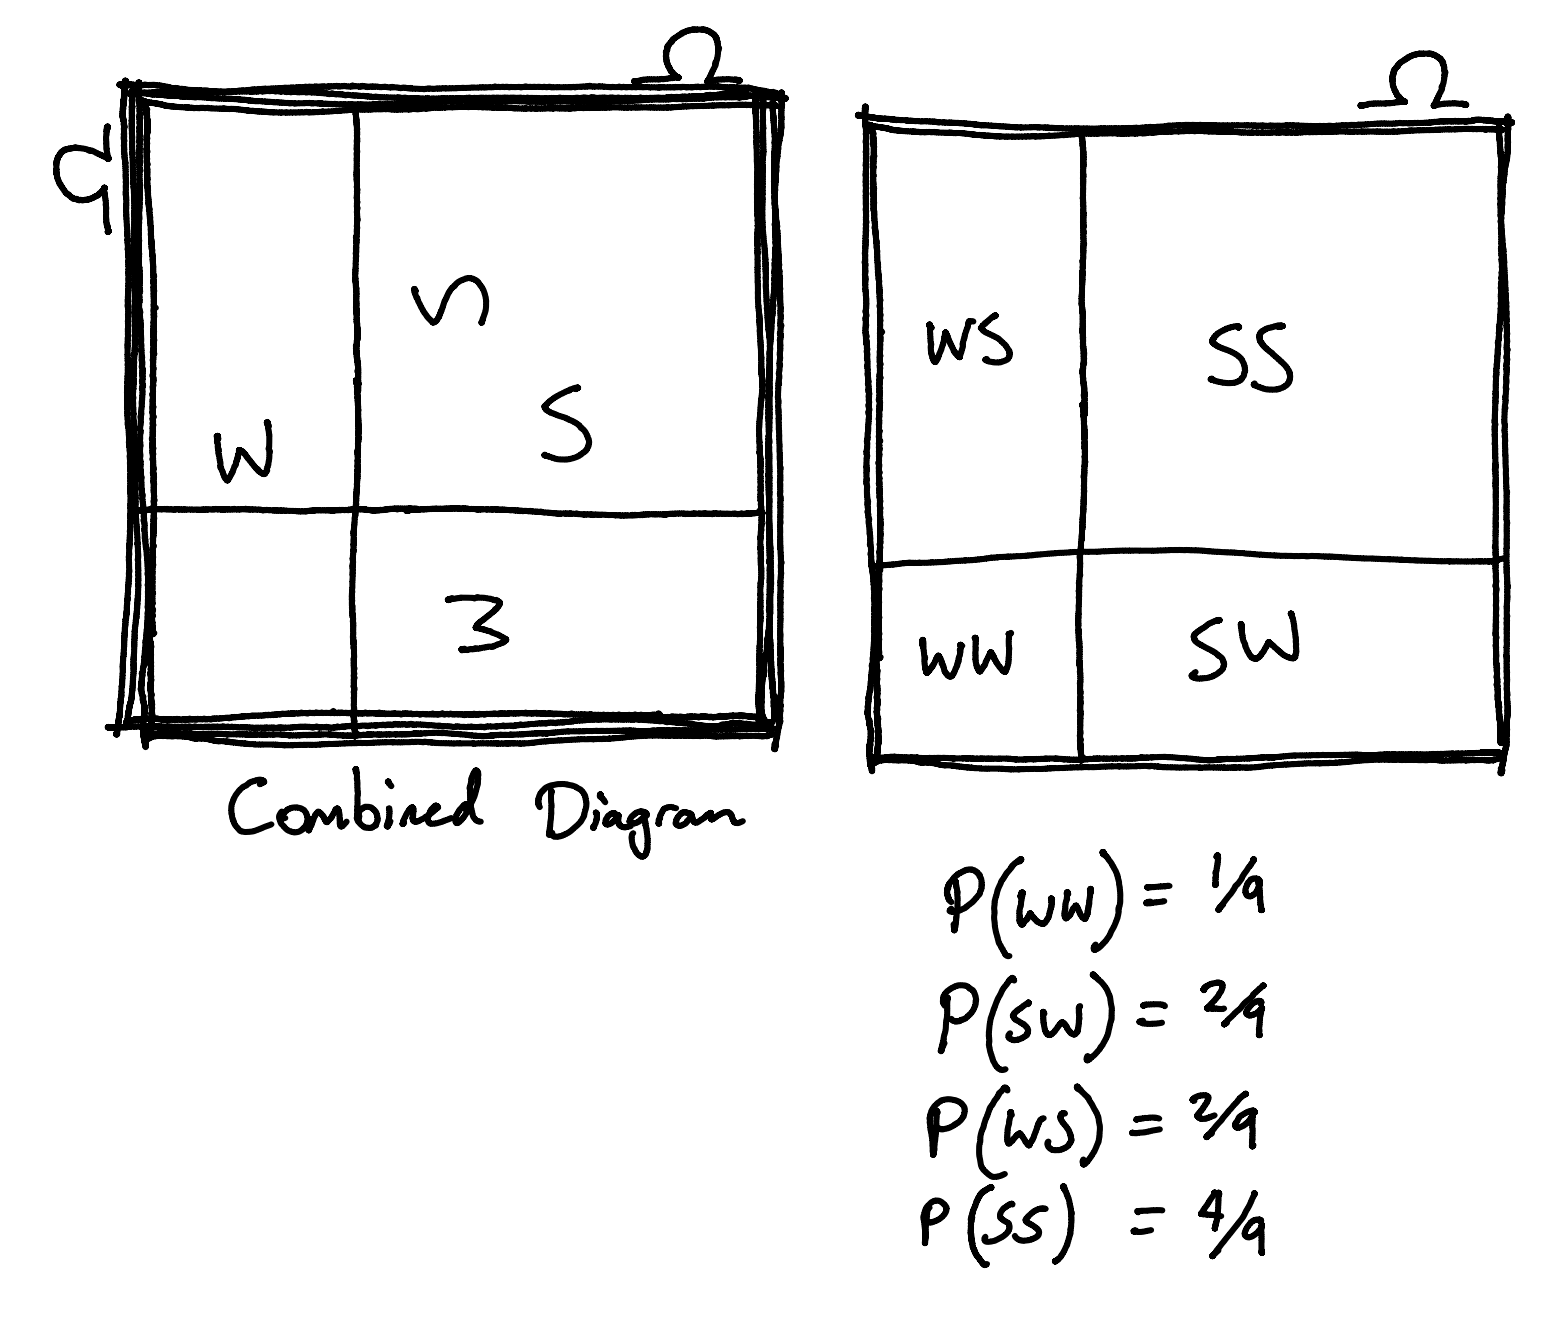 Ω Ω
Ω
S
W S
W
WS SS
WW SW
Combined Diagram
P(WW) = 1/9
P(SW) = 2/9
P(WS) = 2/9
P(SS) = 4/9